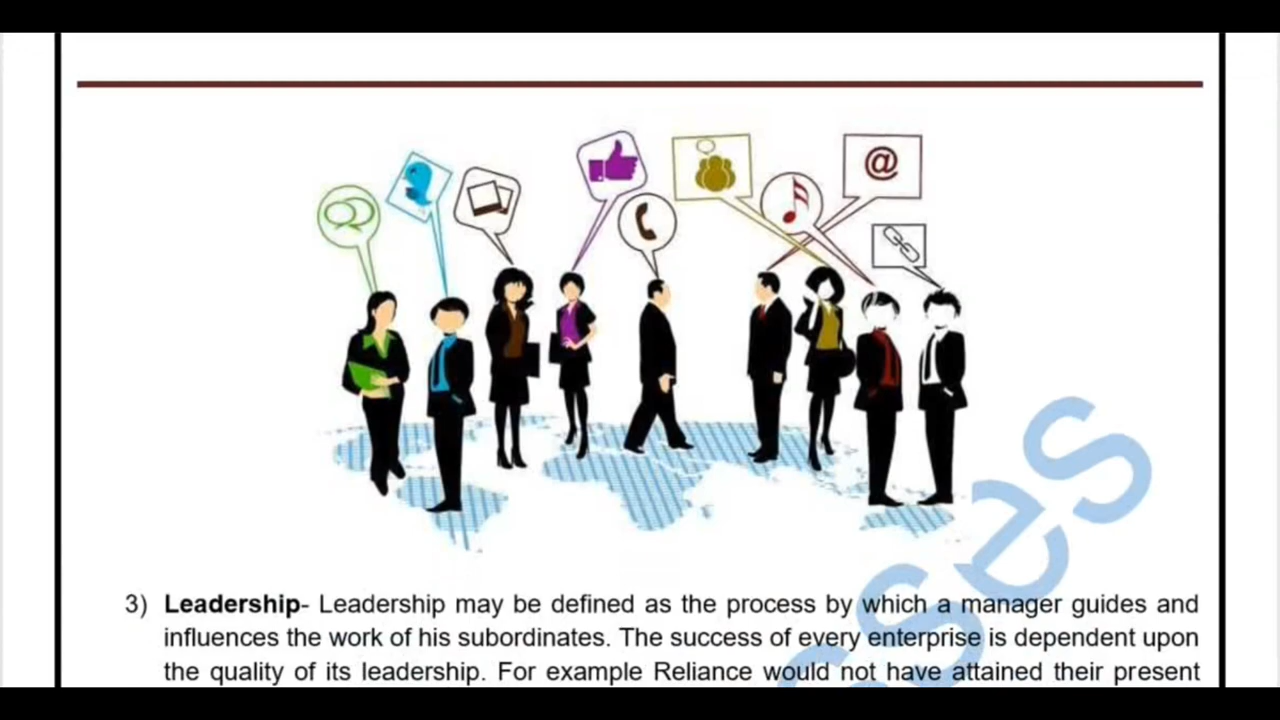 @
3) Leadership- Leadership may be defined as the process by which a manager guides and
influences the work of his subordinates. The success of every enterprise is dependent upon
the quality of its leadership. For example Reliance would not have attained their present
sses